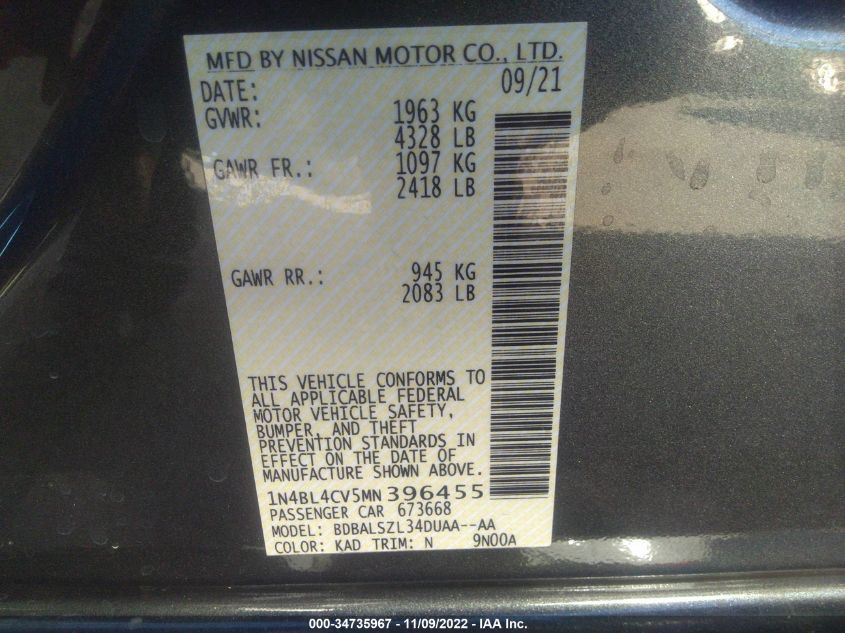 MFD BY NISSAN MOTOR CO., LTD.
DATE: 09/21
GVWR: 1963 KG
4328 LB
GAWR FR.: 1097 KG
2418 LB
GAWR RR.: 945 KG
2083 LB
THIS VEHICLE CONFORMS TO
ALL APPLICABLE FEDERAL
MOTOR VEHICLE SAFETY,
BUMPER, AND THEFT
PREVENTION STANDARDS IN
EFFECT ON THE DATE OF
MANUFACTURE SHOWN ABOVE.
1N4BL4CV5MN396455
PASSENGER CAR 673668
MODEL: BDBALSZL34DUAA--AA
COLOR: KAD TRIM: N 9N00A
000-34735967 - 11/09/2022 - IAA Inc.